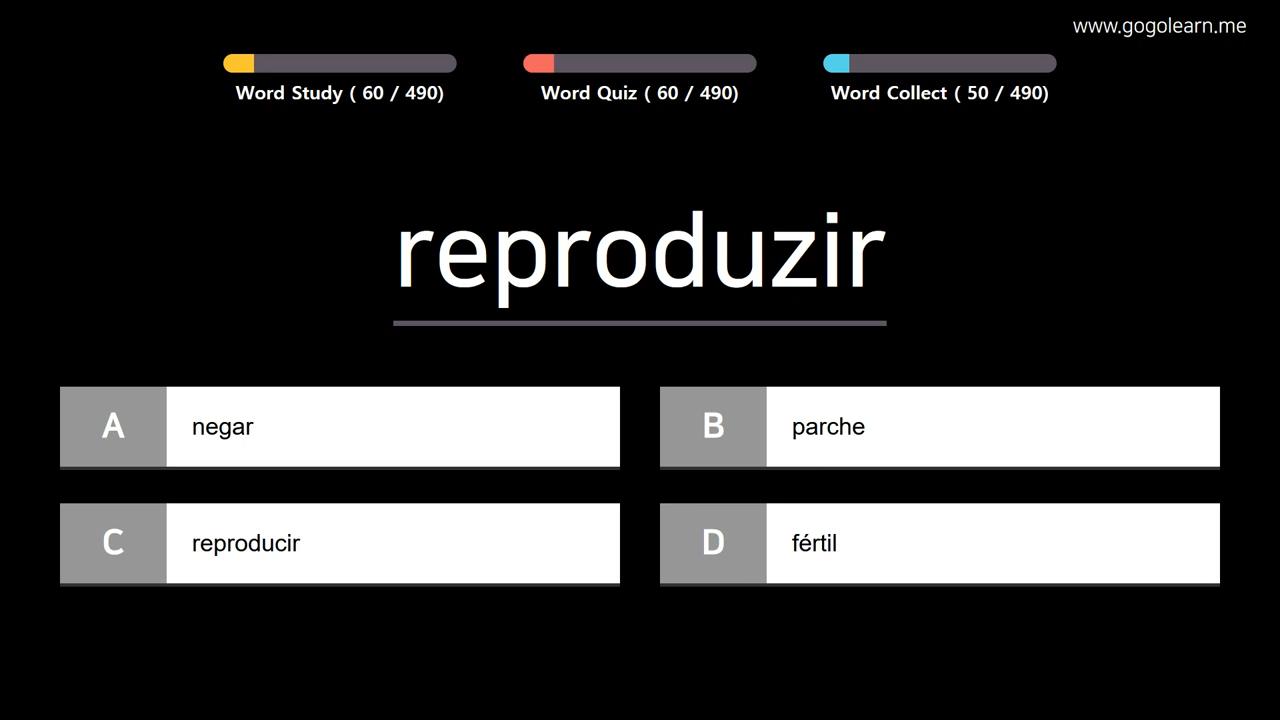 www.gogolearn.me
Word Study ( 60 / 490)
Word Quiz ( 60 / 490)
Word Collect ( 50 / 490)
reproduzir
A negar
B parche
C reproducir
D fértil